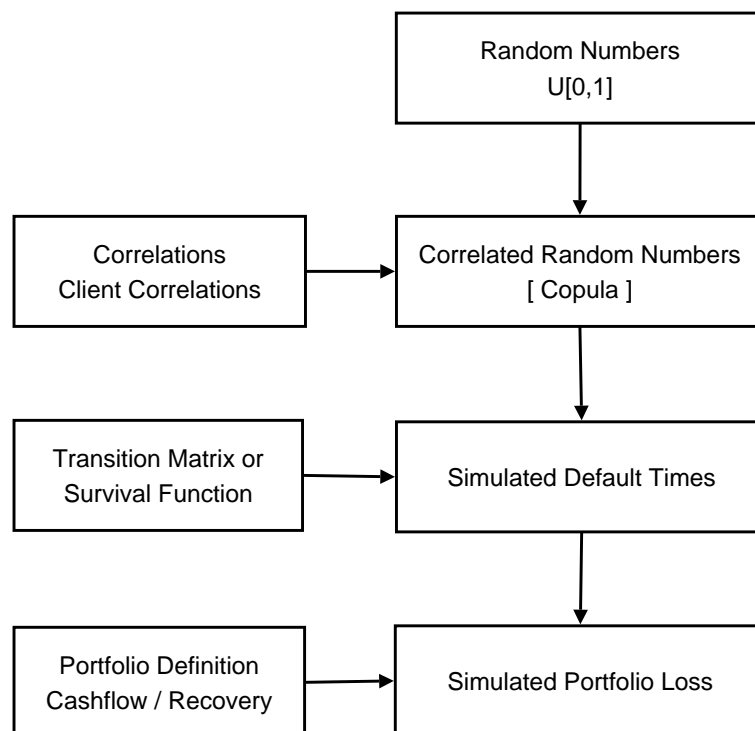 Random Numbers
U[0,1]
Correlations
Client Correlations
Correlated Random Numbers
[ Copula ]
Transition Matrix or
Survival Function
Simulated Default Times
Portfolio Definition
Cashflow / Recovery
Simulated Portfolio Loss